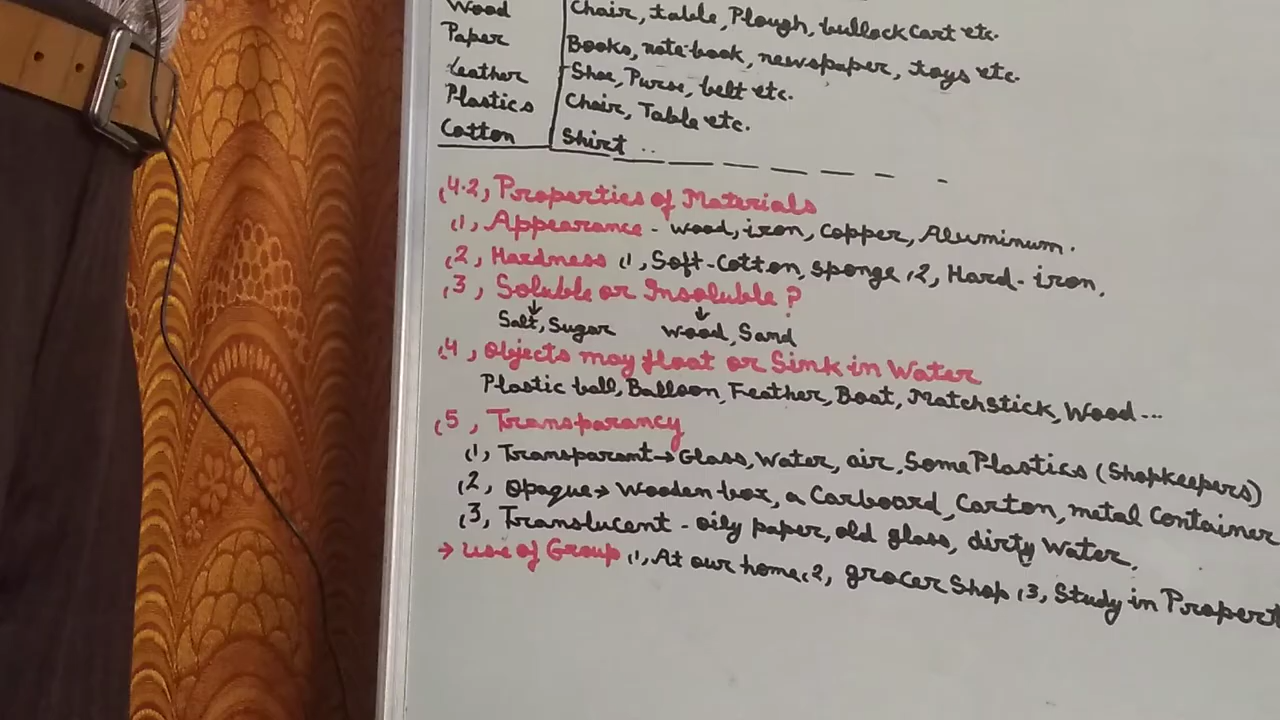 Wood Chair, table, Plough, bullock cart etc.
Paper Books, note-book, newspaper, toys etc.
Leather Shoe, Purse, belt etc.
Plastics Chair, Table etc.
Cotton Shirt ..
(4.2) Properties of Materials
(1) Appearance - wood, iron, Copper, Aluminum.
(2) Hardness (1) Soft-Cotton, sponge (2) Hard-iron.
(3) Soluble or Insoluble?
↓ ↓
Salt, Sugar Wood, Sand
(4) Objects may float or Sink in Water
Plastic ball, Balloon, Feather, Boat, Matchstick, Wood...
(5) Transparancy
(1) Transparant → Glass, Water, air, Some Plastics (Shopkeepers)
(2) Opaque → Wooden box, a Carboard, Carton, metal Container
(3) Translucent - oily paper, old glass, dirty Water.
→ Use of Group (1) At our home (2) grocer Shop (3) Study in Propert